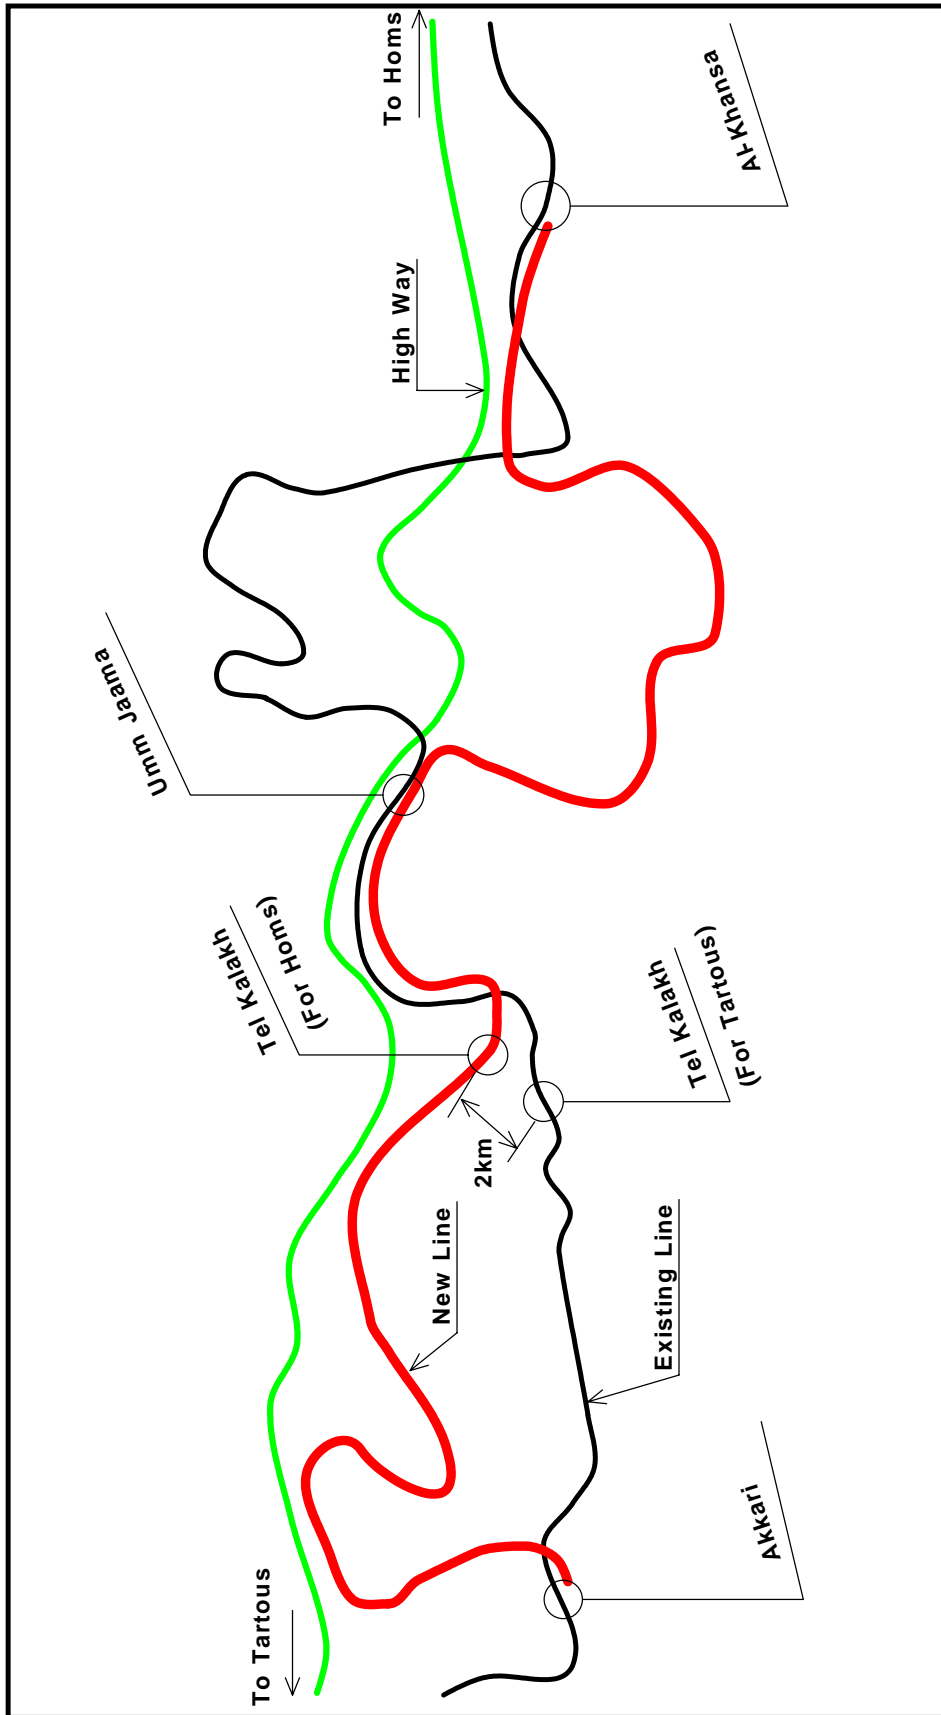 To Homs
High Way
Al-Khansa
Umm Jaama
Tel Kalakh
(For Homs)
Tel Kalakh
(For Tartous)
2km
New Line
Existing Line
Akkari
To Tartous